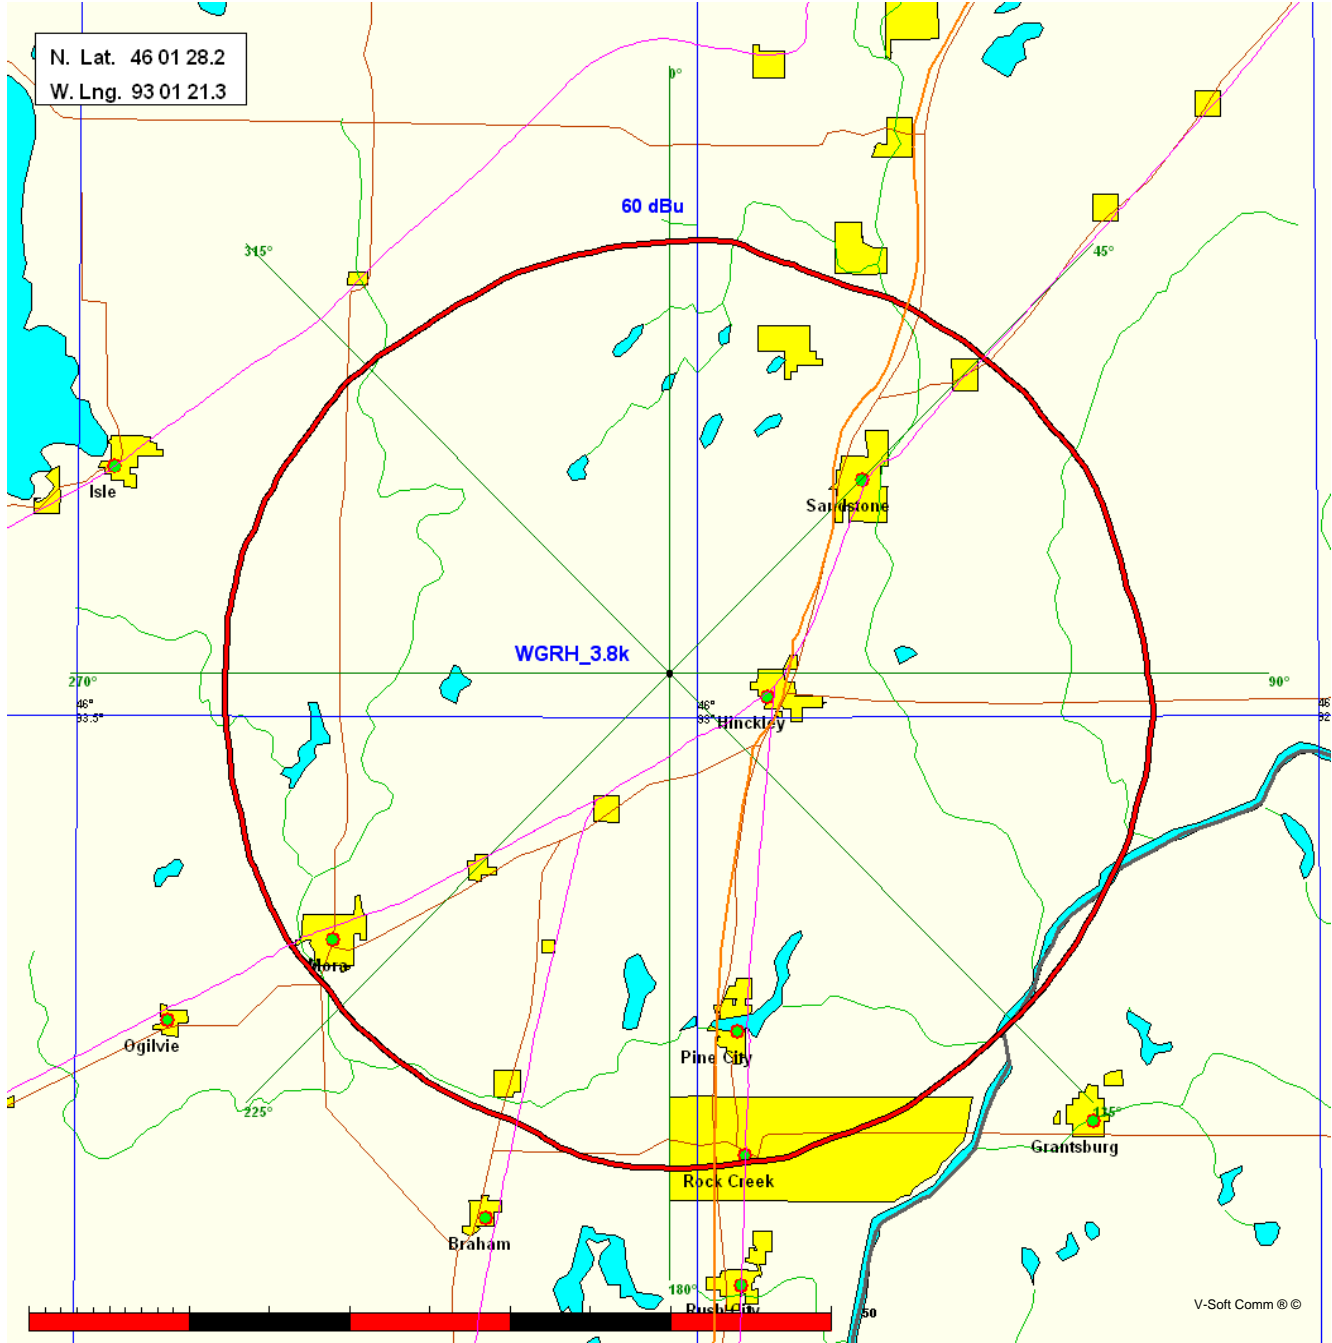 N. Lat. 46 01 28.2
W. Lng. 93 01 21.3
0°
60 dBu
315°
45°
Isle
Sandstone
WGRH_3.8k
270°
90°
46°
93.5°
46°
93°
Hinckley
46
92
Mora
Ogilvie
Pine City
225°
135°
Grantsburg
Rock Creek
Braham
180°
Rush City
50
V-Soft Comm ® ©